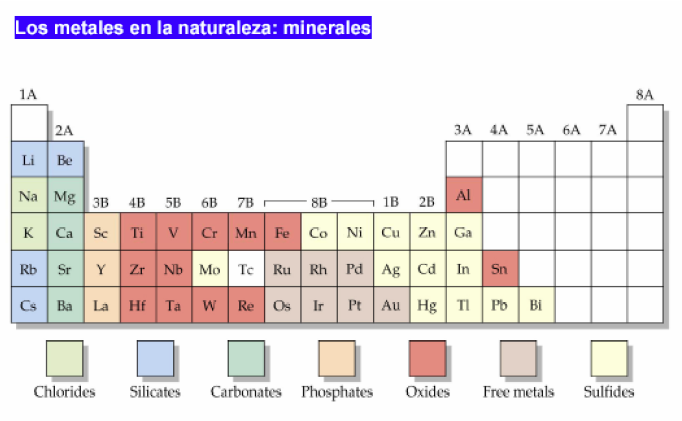 Los metales en la naturaleza: minerales
1A 8A
2A 3A 4A 5A 6A 7A
Li Be
3B 4B 5B 6B 7B 8B 1B 2B
Na Mg Al
K Ca Sc Ti V Cr Mn Fe Co Ni Cu Zn Ga
Rb Sr Y Zr Nb Mo Tc Ru Rh Pd Ag Cd In Sn
Cs Ba La Hf Ta W Re Os Ir Pt Au Hg Tl Pb Bi
Chlorides Silicates Carbonates Phosphates Oxides Free metals Sulfides